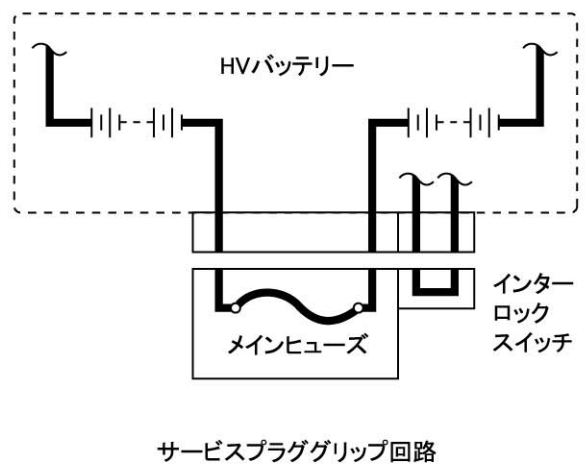 HVバッテリー
インター
ロック
スイッチ
メインヒューズ
サービスプラググリップ回路